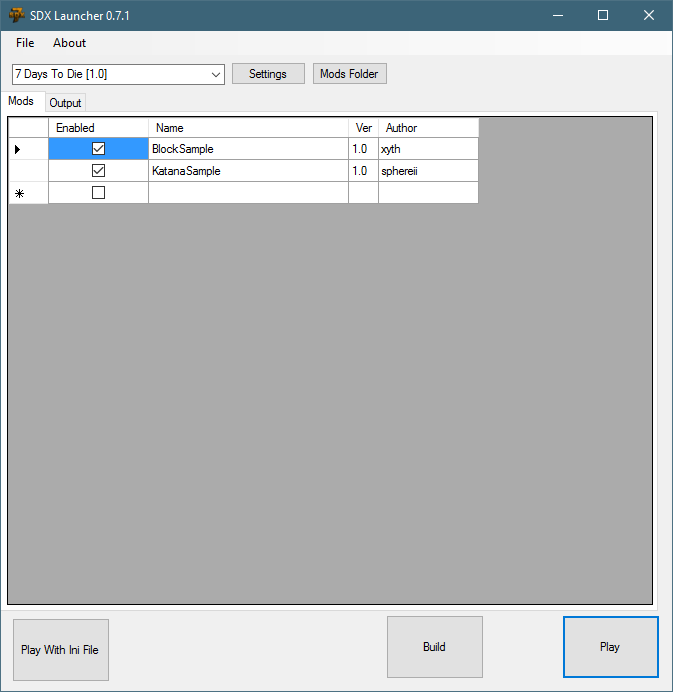 SDX Launcher 0.7.1
File About
7 Days To Die [1.0] Settings Mods Folder
Mods Output
Enabled Name Ver Author
BlockSample 1.0 xyth
KatanaSample 1.0 sphereii
Play With Ini File Build Play